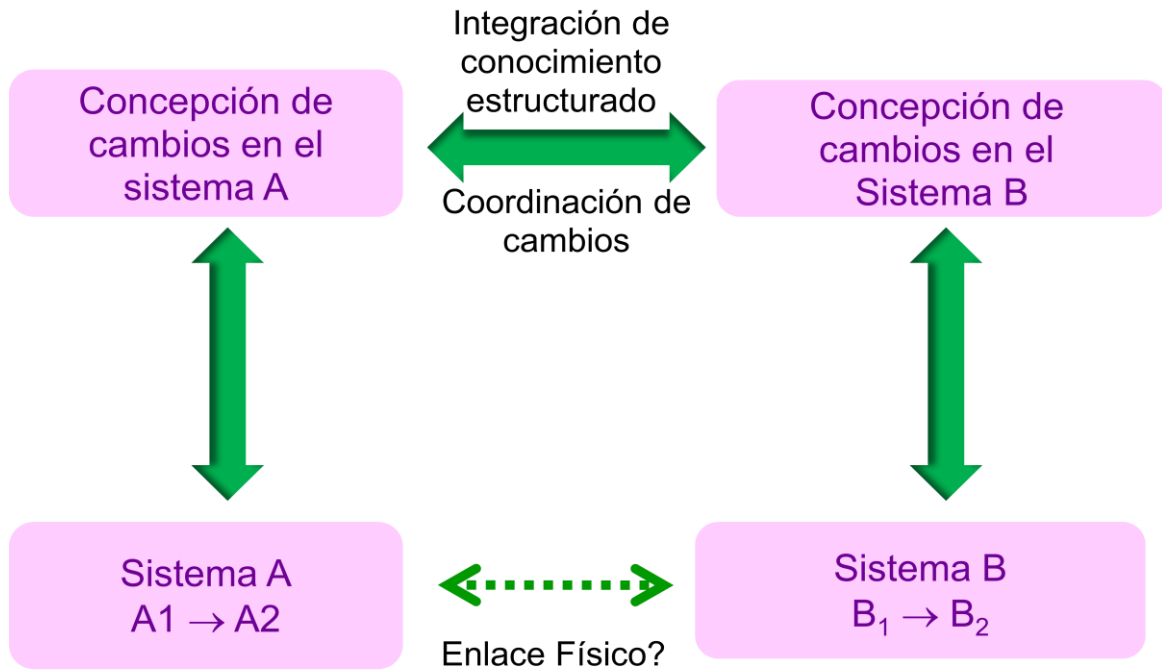 Integración de
conocimiento
estructurado
Concepción de
cambios en el
sistema A
Concepción de
cambios en el
Sistema B
Coordinación de
cambios
Sistema A
A1 → A2
Sistema B
B₁ → B₂
Enlace Físico?